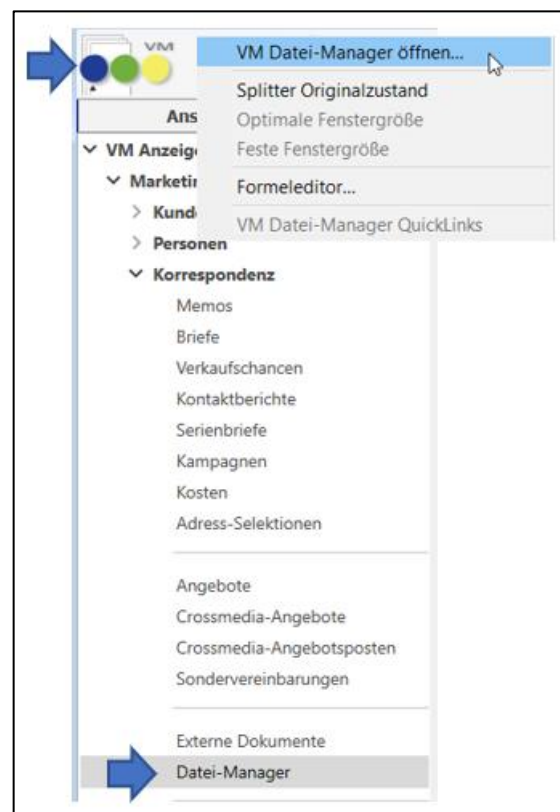 VM
VM Datei-Manager öffnen...
Splitter Originalzustand
Optimale Fenstergröße
Feste Fenstergröße
Formeleditor...
VM Datei-Manager QuickLinks
Ans
VM Anzeig
Marketin
Kund
Personen
Korrespondenz
Memos
Briefe
Verkaufschancen
Kontaktberichte
Serienbriefe
Kampagnen
Kosten
Adress-Selektionen
Angebote
Crossmedia-Angebote
Crossmedia-Angebotsposten
Sondervereinbarungen
Externe Dokumente
Datei-Manager